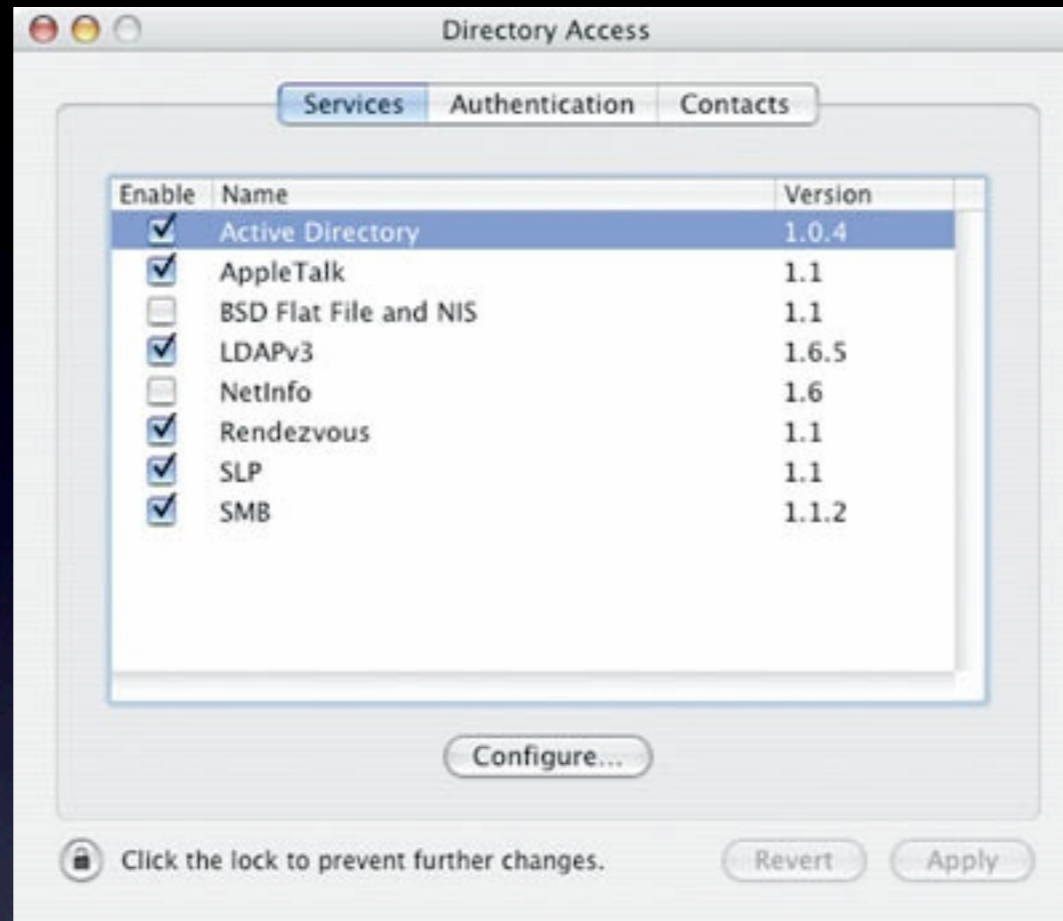 Directory Access
Services Authentication Contacts
Enable Name Version
Active Directory 1.0.4
AppleTalk 1.1
BSD Flat File and NIS 1.1
LDAPv3 1.6.5
NetInfo 1.6
Rendezvous 1.1
SLP 1.1
SMB 1.1.2
Configure...
Click the lock to prevent further changes. Revert Apply